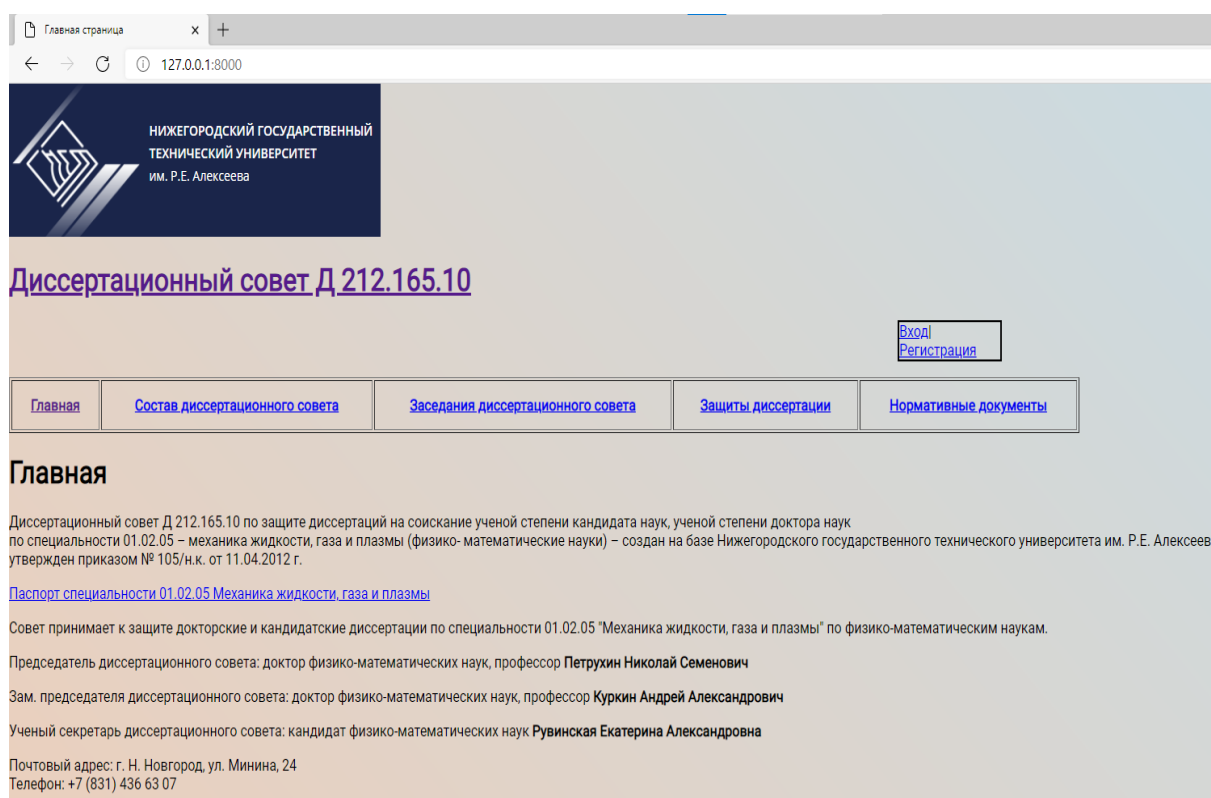 Главная страница
127.0.0.1:8000
НИЖЕГОРОДСКИЙ ГОСУДАРСТВЕННЫЙ
ТЕХНИЧЕСКИЙ УНИВЕРСИТЕТ
им. Р.Е. Алексеева
Диссертационный совет Д 212.165.10
Вход|
Регистрация
Главная Состав диссертационного совета Заседания диссертационного совета Защиты диссертации Нормативные документы
Главная
Диссертационный совет Д 212.165.10 по защите диссертаций на соискание ученой степени кандидата наук, ученой степени доктора наук
по специальности 01.02.05 – механика жидкости, газа и плазмы (физико- математические науки) – создан на базе Нижегородского государственного технического университета им. Р.Е. Алексеев
утвержден приказом № 105/н.к. от 11.04.2012 г.
Паспорт специальности 01.02.05 Механика жидкости, газа и плазмы
Совет принимает к защите докторские и кандидатские диссертации по специальности 01.02.05 "Механика жидкости, газа и плазмы" по физико-математическим наукам.
Председатель диссертационного совета: доктор физико-математических наук, профессор Петрухин Николай Семенович
Зам. председателя диссертационного совета: доктор физико-математических наук, профессор Куркин Андрей Александрович
Ученый секретарь диссертационного совета: кандидат физико-математических наук Рувинская Екатерина Александровна
Почтовый адрес: г. Н. Новгород, ул. Минина, 24
Телефон: +7 (831) 436 63 07